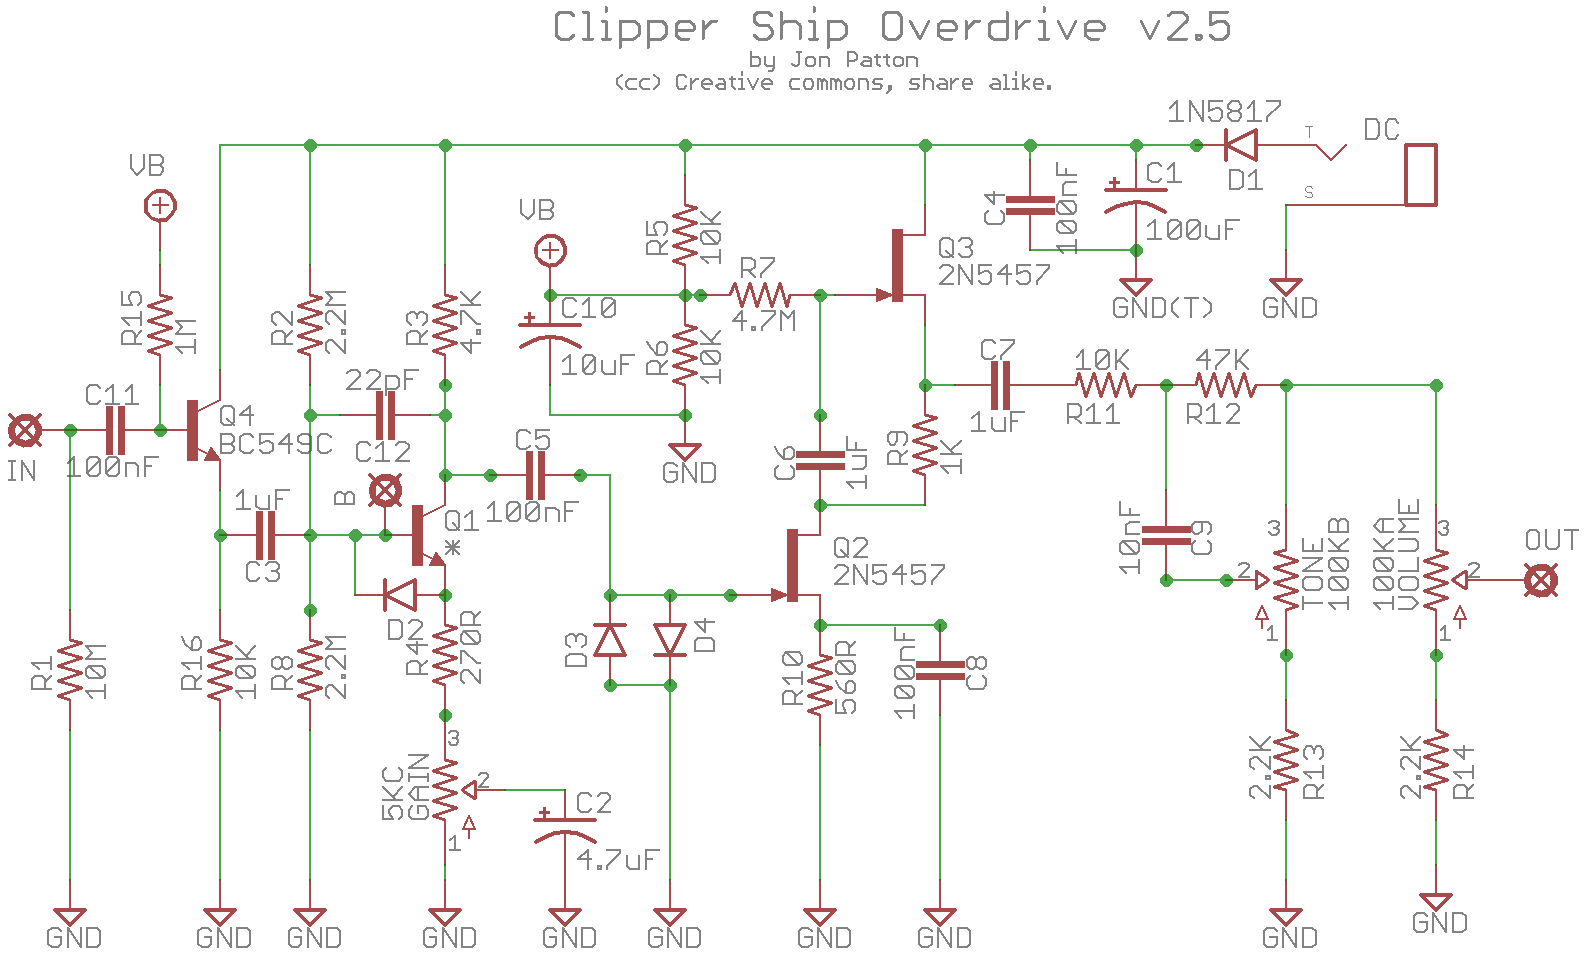 Clipper Ship Overdrive v2.5
by Jon Patton
(cc) Creative commons, share alike.
1N5817
T
DC
D1
S
VB
VB
R15
1M
R2
2.2M
R3
4.7K
R5
10K
C10
10uF
R6
10K
R7
4.7M
Q3
2N5457
C4
100nF
C1
100uF
GND(T)
GND
C11
100nF
IN
Q4
BC549C
22pF
C12
B
Q1
*
C5
100nF
GND
C6
1uF
R9
1K
C7
1uF
10K
R11
47K
R12
1uF
C3
D2
R4
270R
D3
D4
Q2
2N5457
10nF
C9
3
2
1
TONE
100KB
100KA
VOLUME
3
2
1
OUT
R1
10M
R16
10K
R8
2.2M
3
2
1
5KC
GAIN
C2
4.7uF
R10
560R
100nF
C8
2.2K
R13
2.2K
R14
GND
GND
GND
GND
GND
GND
GND
GND
GND
GND